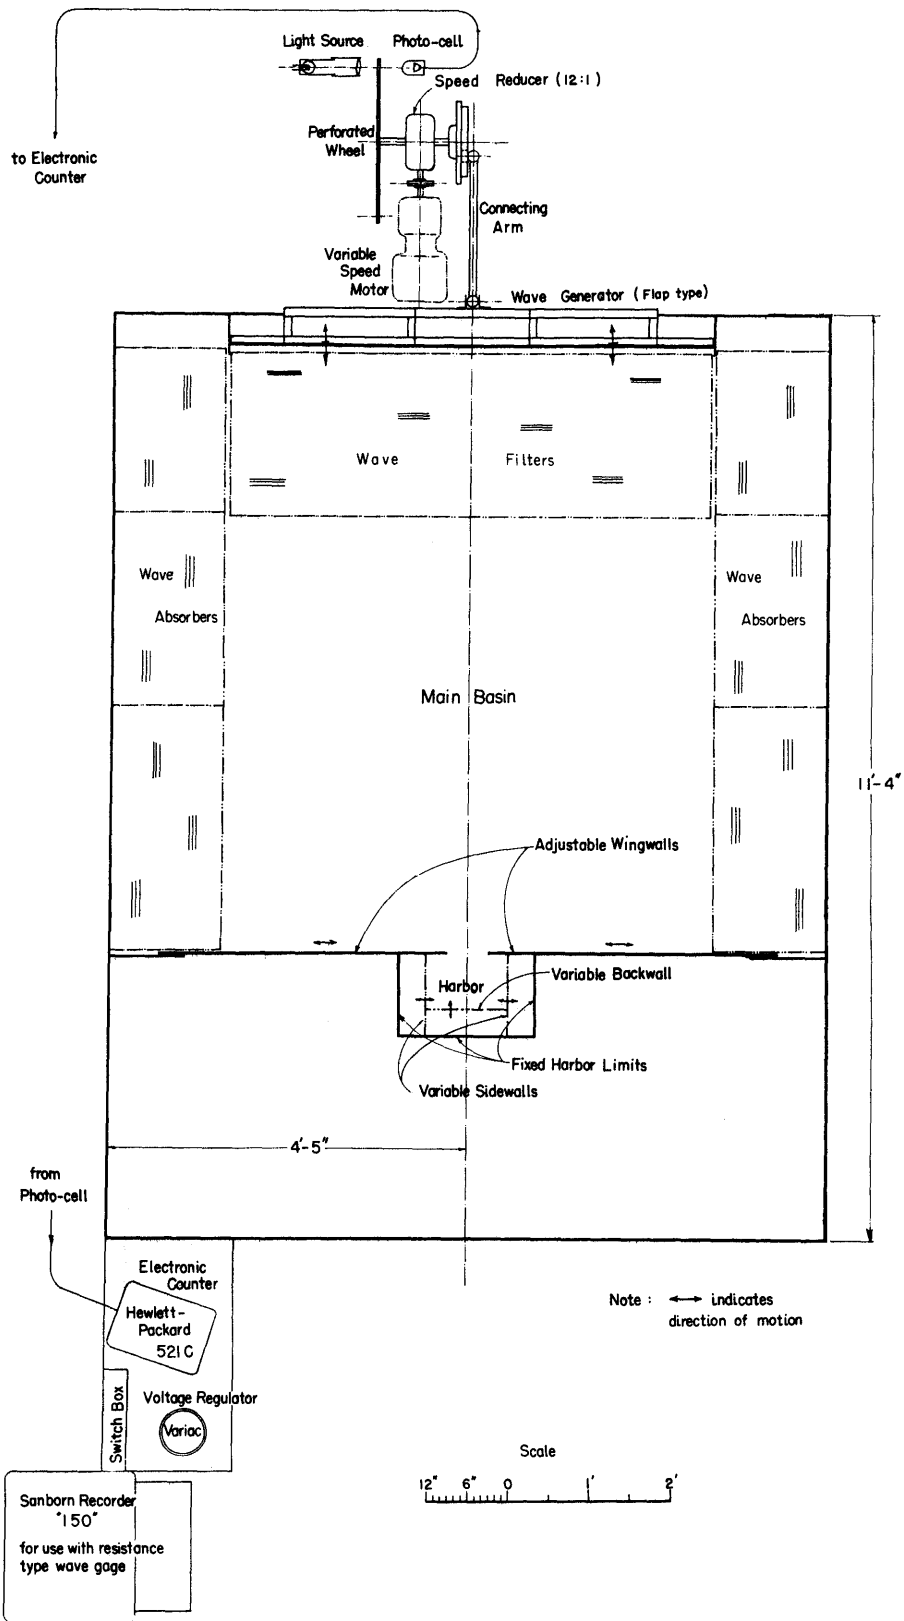 Light Source
Photo-cell
Speed Reducer (12:1)
Perforated
Wheel
to Electronic
Counter
Connecting
Arm
Variable
Speed
Motor
Wave Generator (Flap type)
Wave Filters
Wave
Absorbers
Wave
Absorbers
Main Basin
11'-4"
Adjustable Wingwalls
Variable Backwall
Harbor
Fixed Harbor Limits
Variable Sidewalls
4'-5"
from
Photo-cell
Electronic
Counter
Hewlett-
Packard
521C
Note : ↔ indicates
direction of motion
Voltage Regulator
Variac
Switch Box
Scale
12" 6" 0 1' 2'
Sanborn Recorder
"150"
for use with resistance
type wave gage